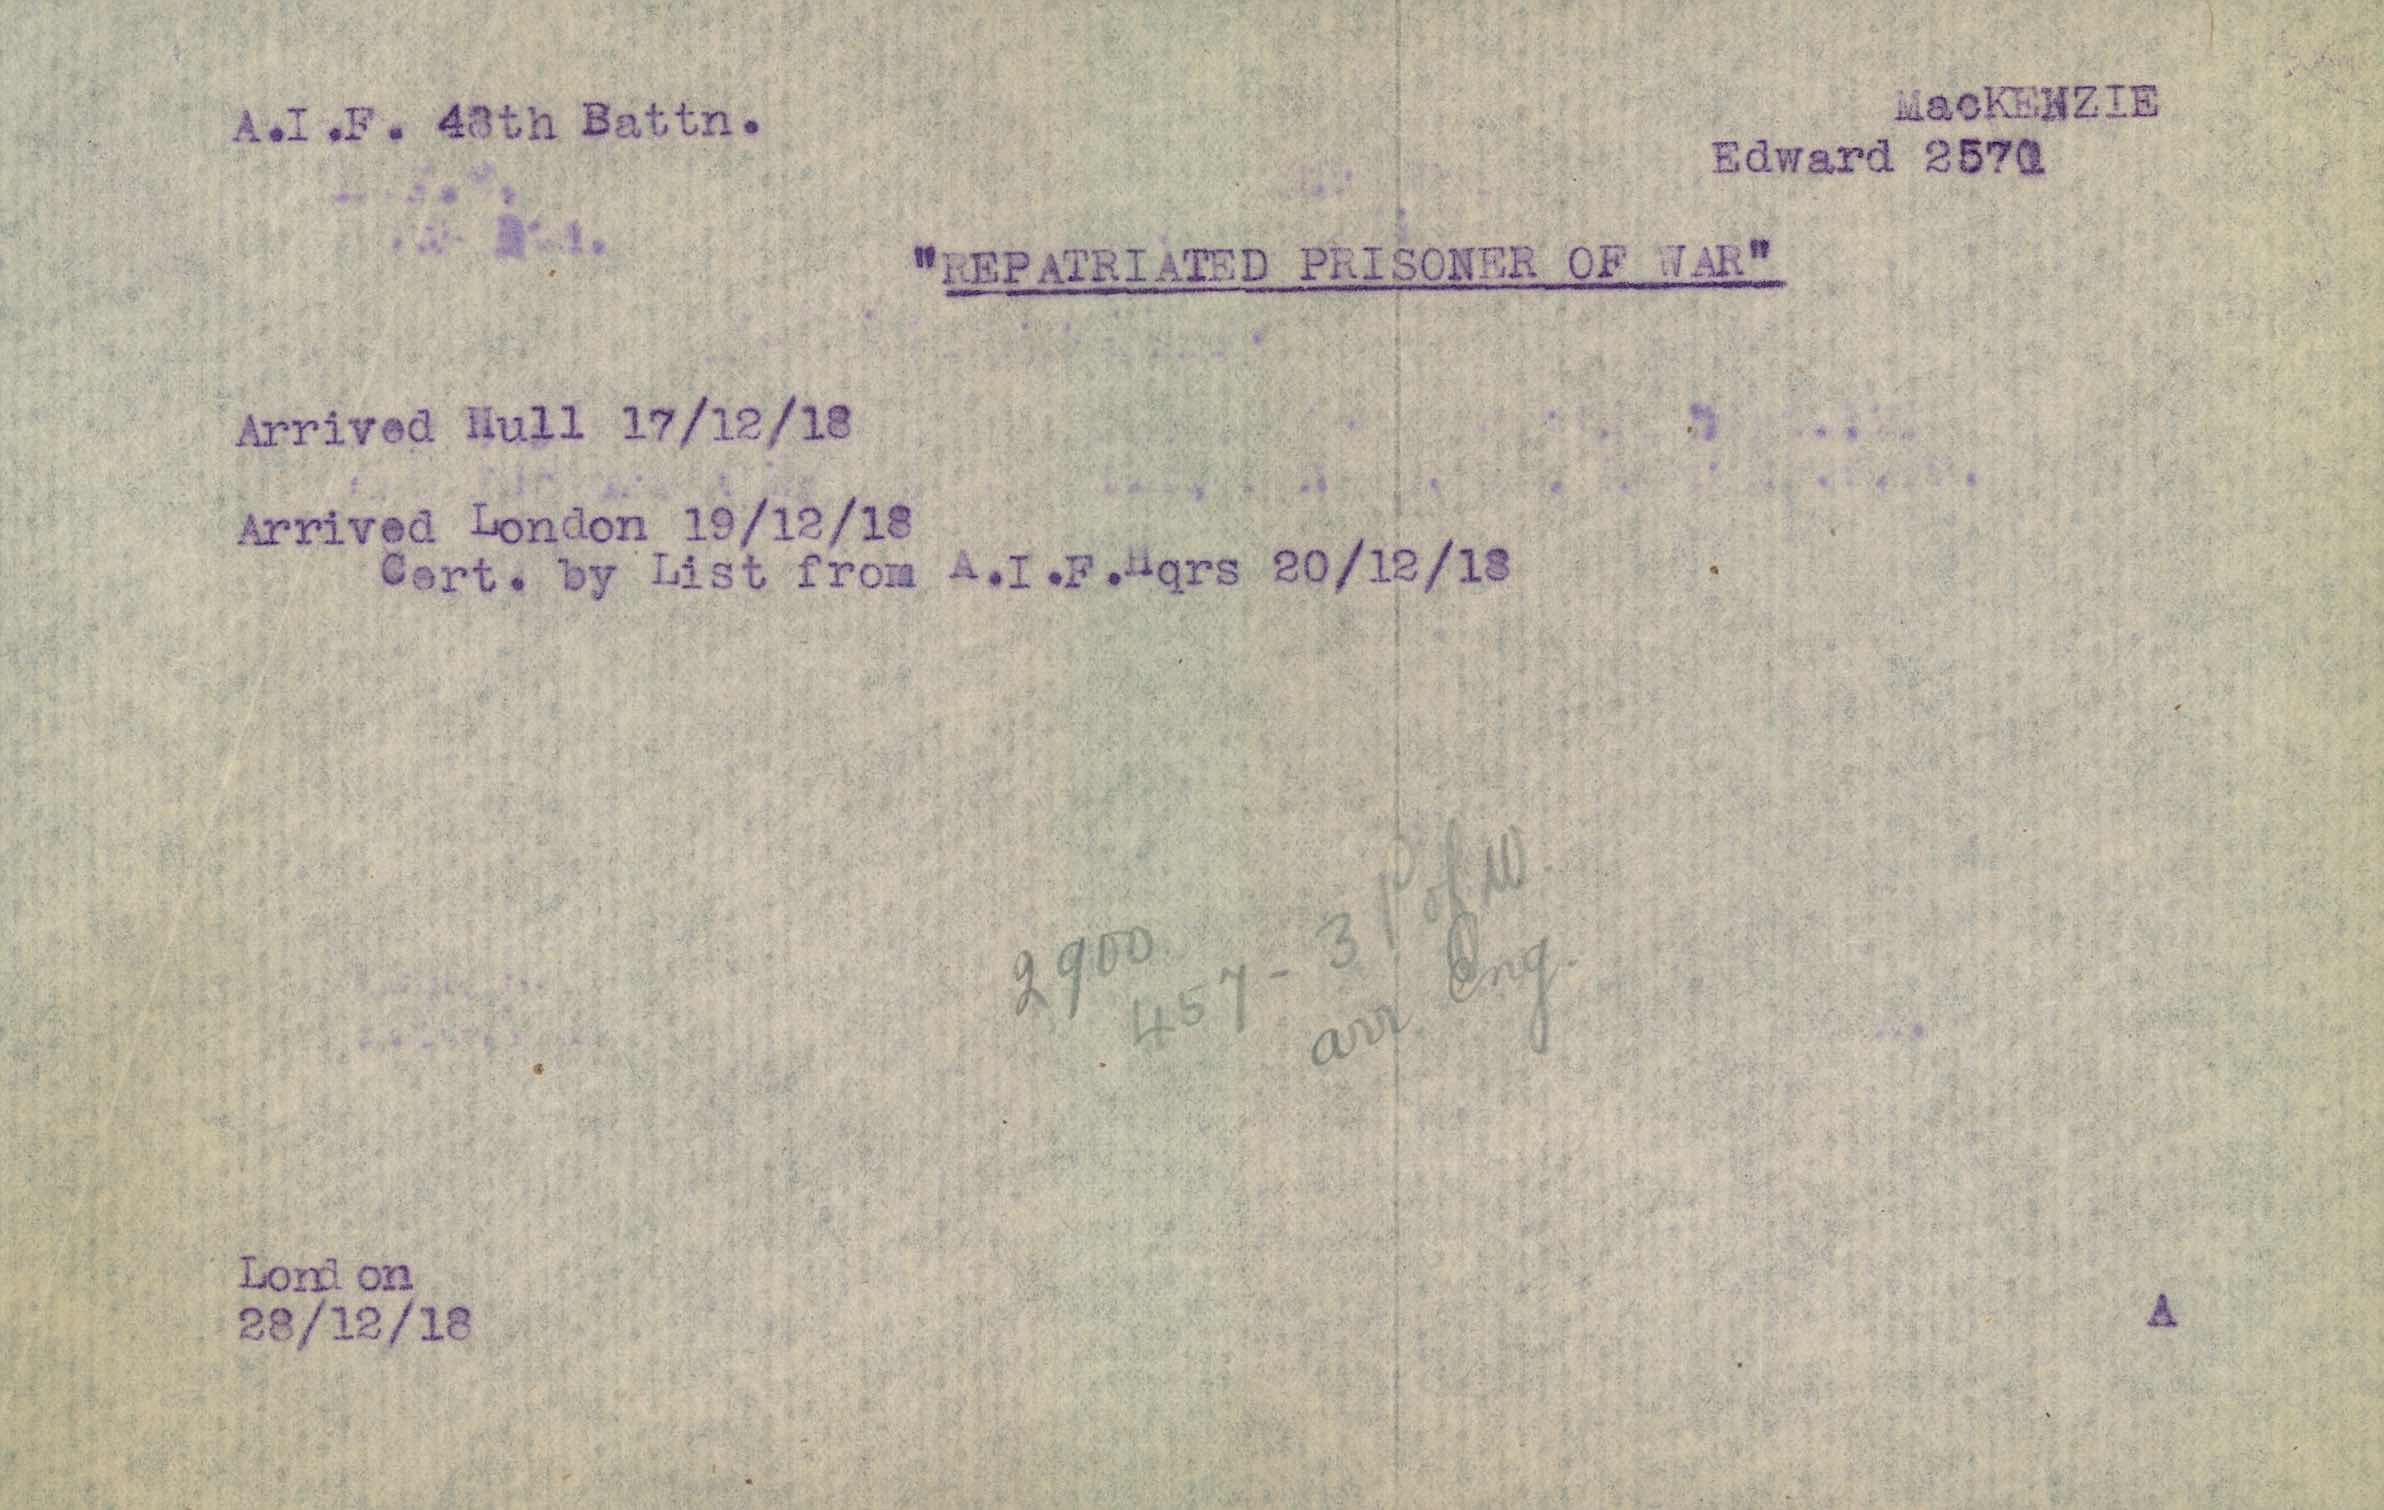 A.I.F. 48th Battn.
MacKENZIE
Edward
"REPATRIATED PRISONER OF WAR"
Arrived Hull 17/12/18
Arrived London 19/12/18
Cert. by List from A.I.F.Hqrs 20/12/18
2900
457 - 3 P of W.
arr. Eng.
London
28/12/18
A